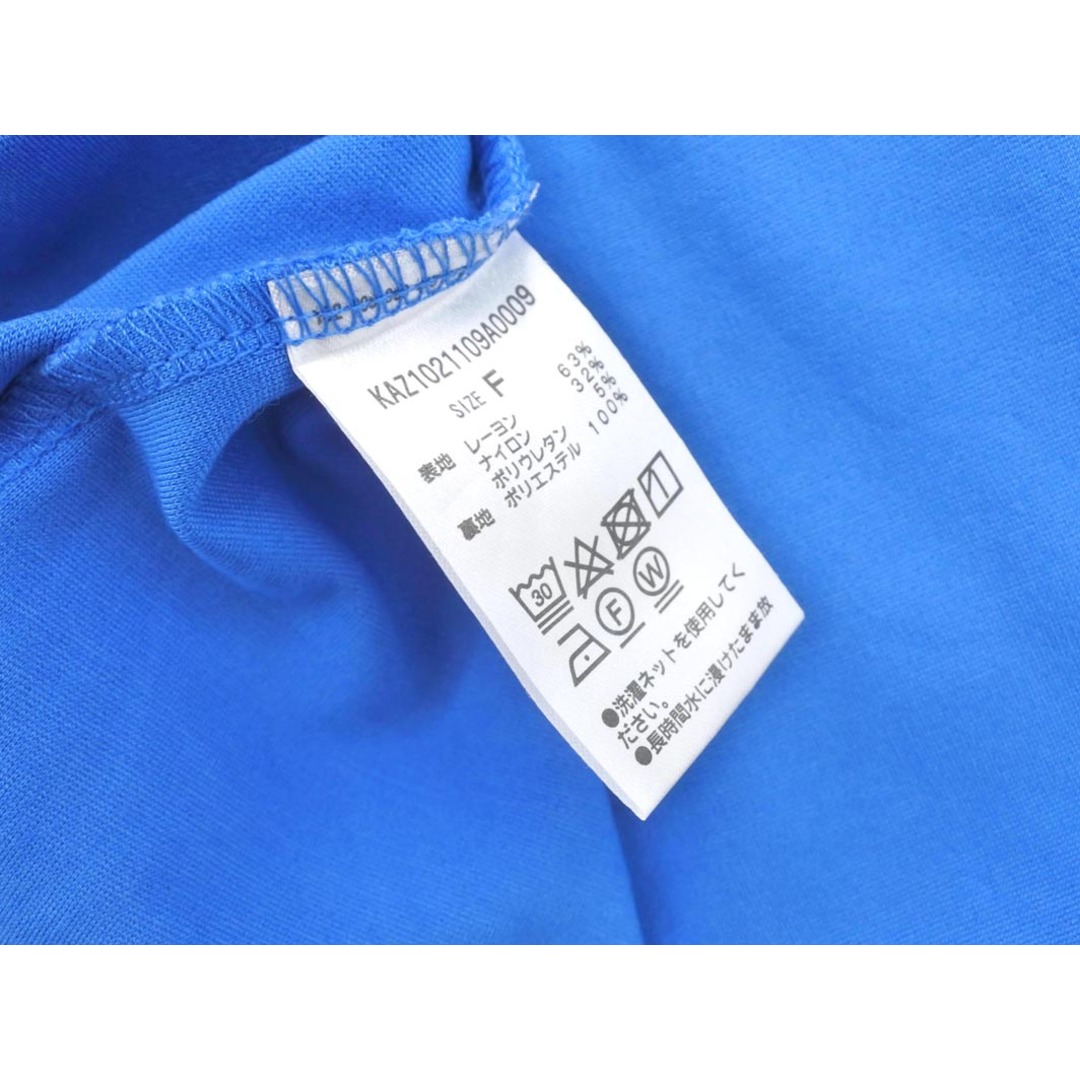 KAZ1021109A0009
SIZE F
表地 レーヨン 63%
ナイロン 32%
ポリウレタン 5%
裏地 ポリエステル 100%
30
F W
●洗濯ネットを使用してく
ださい。
●長時間水に浸けたまま放